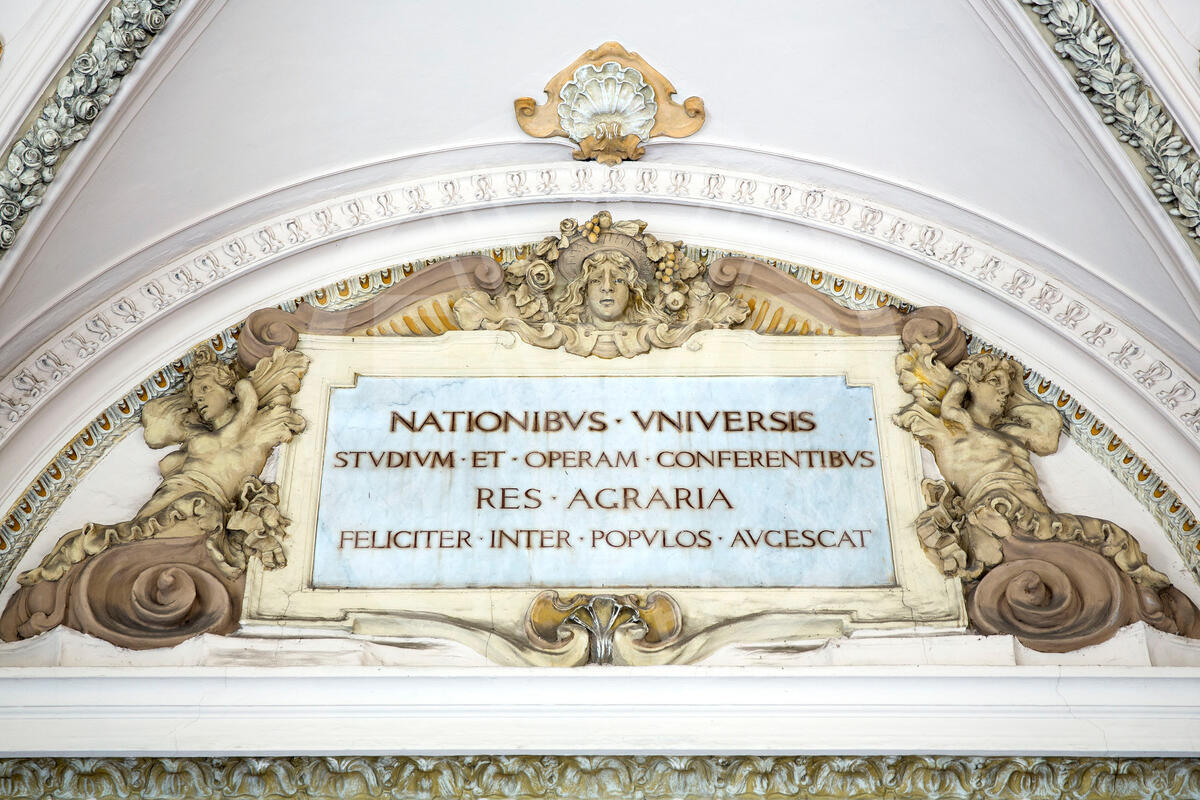 NATIONIBVS · VNIVERSIS
STVDIVM · ET · OPERAM · CONFERENTIBVS
RES · AGRARIA
FELICITER · INTER · POPVLOS · AVGESCAT